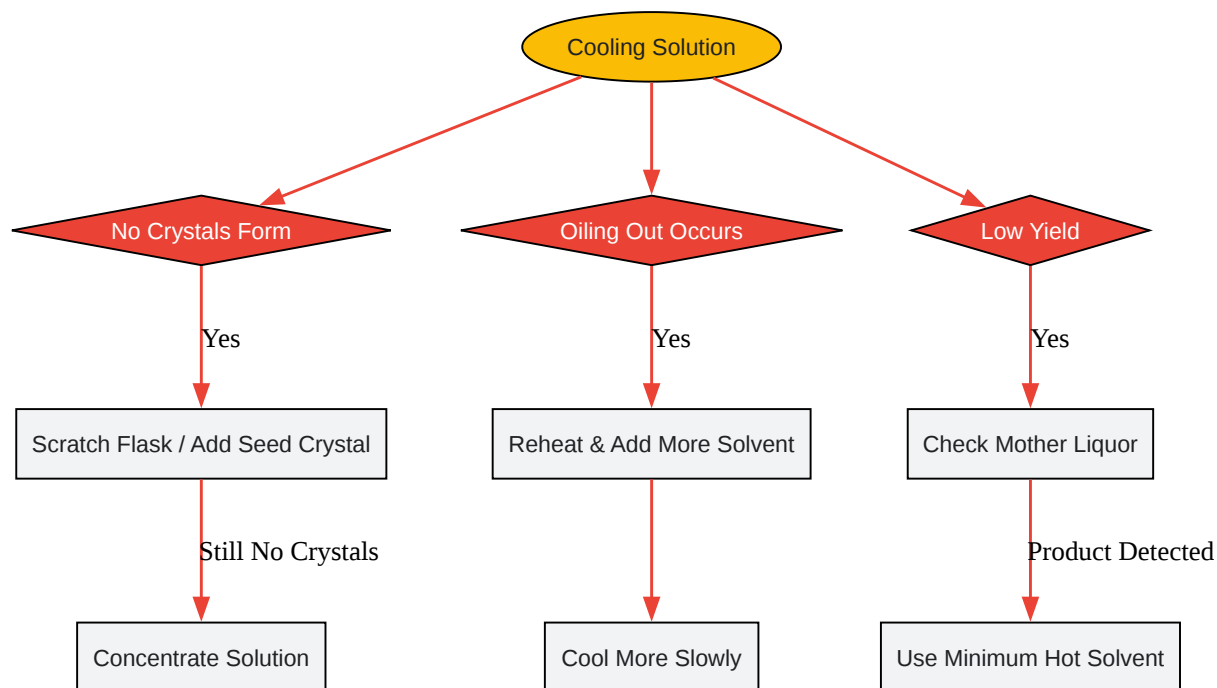 Cooling Solution
No Crystals Form
Oiling Out Occurs
Low Yield
Yes
Yes
Yes
Scratch Flask / Add Seed Crystal
Reheat & Add More Solvent
Check Mother Liquor
Still No Crystals
Product Detected
Concentrate Solution
Cool More Slowly
Use Minimum Hot Solvent